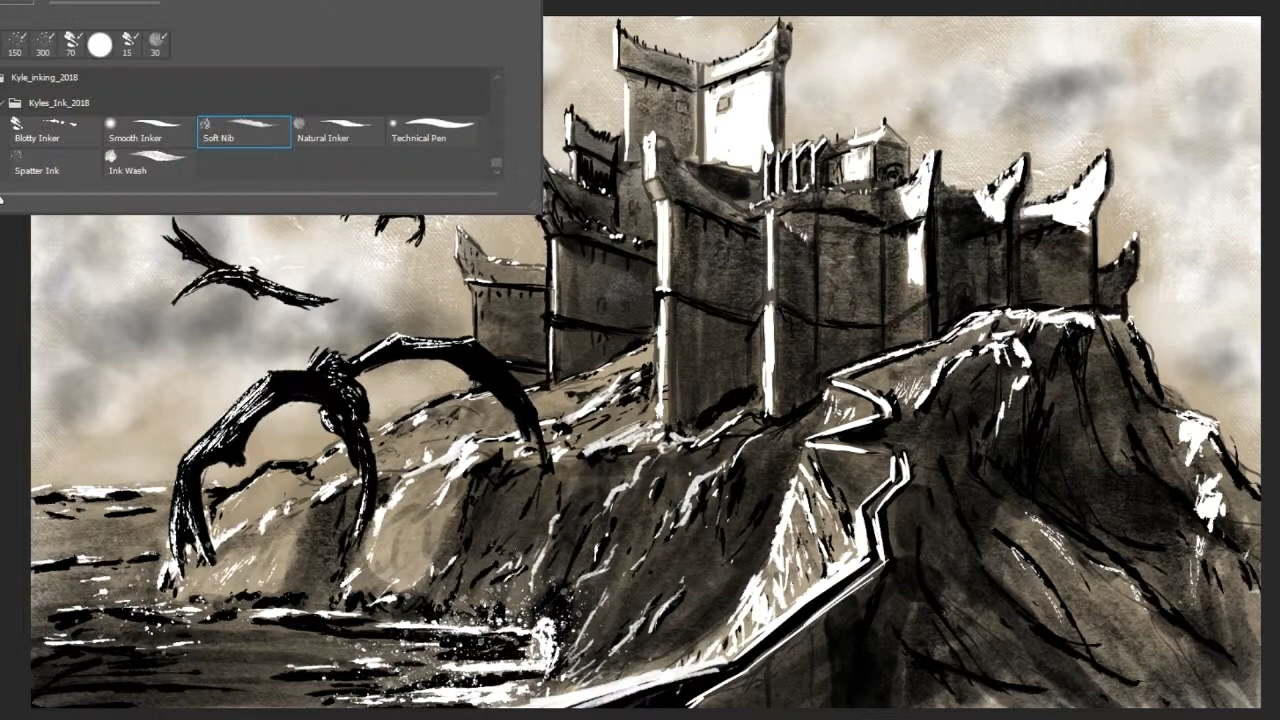 150 300 70 15 30
Kyle_inking_2018
Kyles_Ink_2018
Blotty Inker Smooth Inker Soft Nib Natural Inker Technical Pen
Spatter Ink Ink Wash